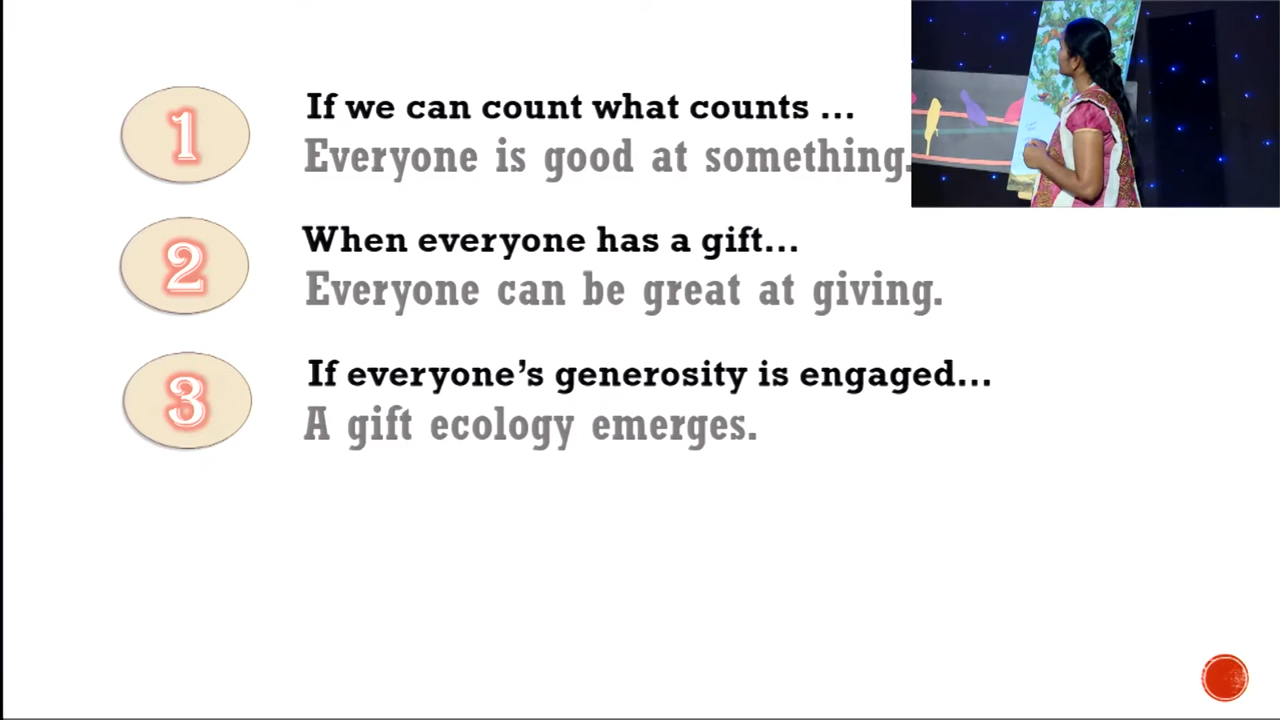 1
If we can count what counts ...
Everyone is good at something.
2
When everyone has a gift...
Everyone can be great at giving.
3
If everyone’s generosity is engaged...
A gift ecology emerges.